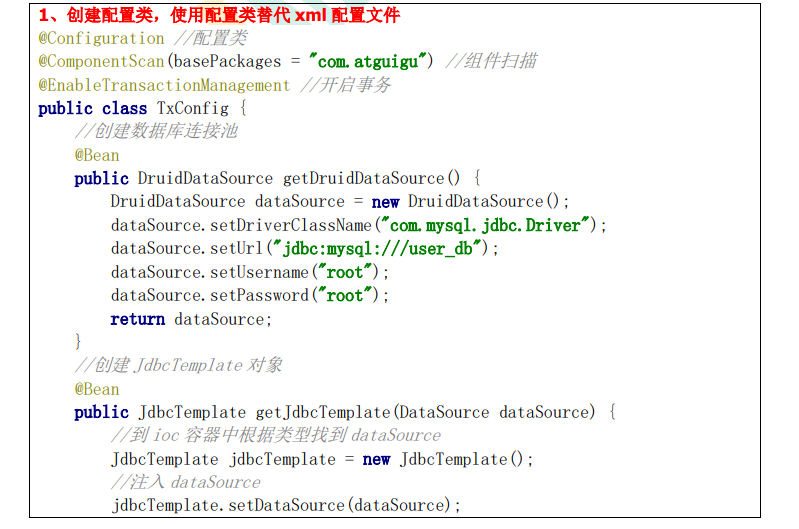 1、创建配置类，使用配置类替代 xml 配置文件
@Configuration //配置类
@ComponentScan(basePackages = "com.atguigu") //组件扫描
@EnableTransactionManagement //开启事务
public class TxConfig {
    //创建数据库连接池
    @Bean
    public DruidDataSource getDruidDataSource() {
        DruidDataSource dataSource = new DruidDataSource();
        dataSource.setDriverClassName("com.mysql.jdbc.Driver");
        dataSource.setUrl("jdbc:mysql:///user_db");
        dataSource.setUsername("root");
        dataSource.setPassword("root");
        return dataSource;
    }
    //创建 JdbcTemplate 对象
    @Bean
    public JdbcTemplate getJdbcTemplate(DataSource dataSource) {
        //到 ioc 容器中根据类型找到 dataSource
        JdbcTemplate jdbcTemplate = new JdbcTemplate();
        //注入 dataSource
        jdbcTemplate.setDataSource(dataSource);